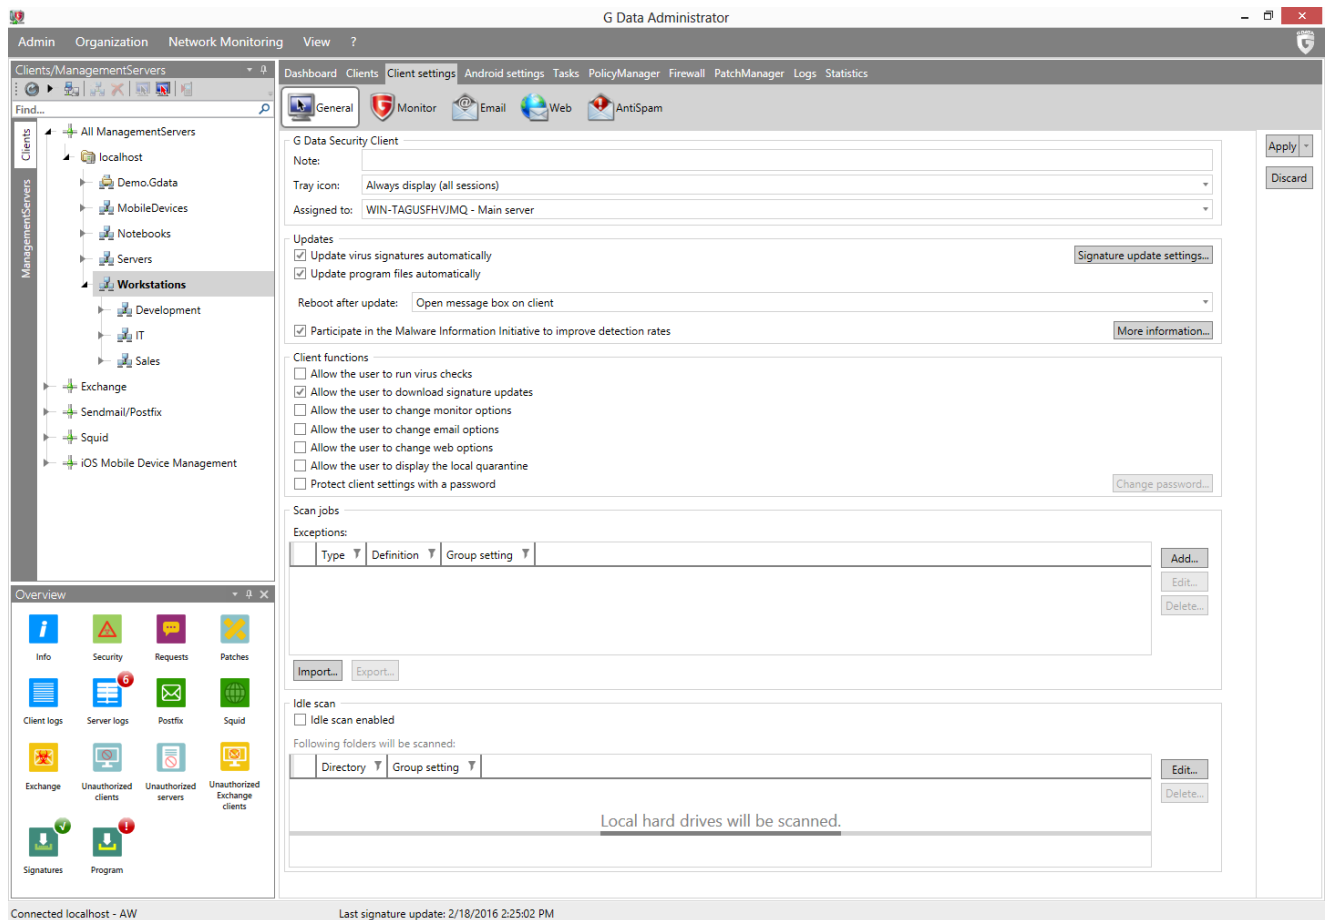 G Data Administrator
Admin Organization Network Monitoring View ?
Clients/ManagementServers
Find...
Clients
ManagementServers
All ManagementServers
localhost
Demo.Gdata
MobileDevices
Notebooks
Servers
Workstations
Development
IT
Sales
Exchange
Sendmail/Postfix
Squid
iOS Mobile Device Management
Overview
Info Security Requests Patches
6
Client logs Server logs Postfix Squid
Exchange Unauthorized clients Unauthorized servers Unauthorized Exchange clients
Signatures Program
Dashboard Clients Client settings Android settings Tasks PolicyManager Firewall PatchManager Logs Statistics
General Monitor Email Web AntiSpam
G Data Security Client
Note:
Tray icon: Always display (all sessions)
Assigned to: WIN-TAGUSFHVJMQ - Main server
Updates
Update virus signatures automatically Signature update settings...
Update program files automatically
Reboot after update: Open message box on client
Participate in the Malware Information Initiative to improve detection rates More information...
Client functions
Allow the user to run virus checks
Allow the user to download signature updates
Allow the user to change monitor options
Allow the user to change email options
Allow the user to change web options
Allow the user to display the local quarantine
Protect client settings with a password Change password...
Scan jobs
Exceptions:
Type Definition Group setting
Add...
Edit...
Delete...
Import... Export...
Idle scan
Idle scan enabled
Following folders will be scanned:
Directory Group setting
Edit...
Delete...
Local hard drives will be scanned.
Apply
Discard
Connected localhost - AW Last signature update: 2/18/2016 2:25:02 PM